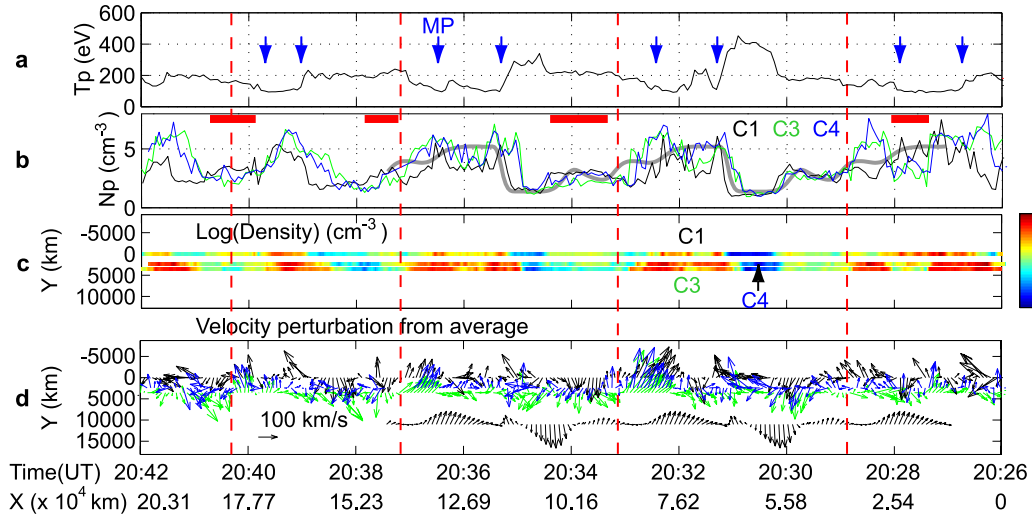 MP
a
Tp (eV)
600
400
200
0
b
Np (cm-3)
5
0
C1 C3 C4
c
Y (km)
-5000
0
5000
10000
Log(Density) (cm-3 )
C1
C3
C4
Velocity perturbation from average
d
Y (km)
-5000
0
5000
10000
15000
100 km/s
Time(UT)
20:42 20:40 20:38 20:36 20:34 20:32 20:30 20:28 20:26
X (x 104 km) 20.31 17.77 15.23 12.69 10.16 7.62 5.58 2.54 0